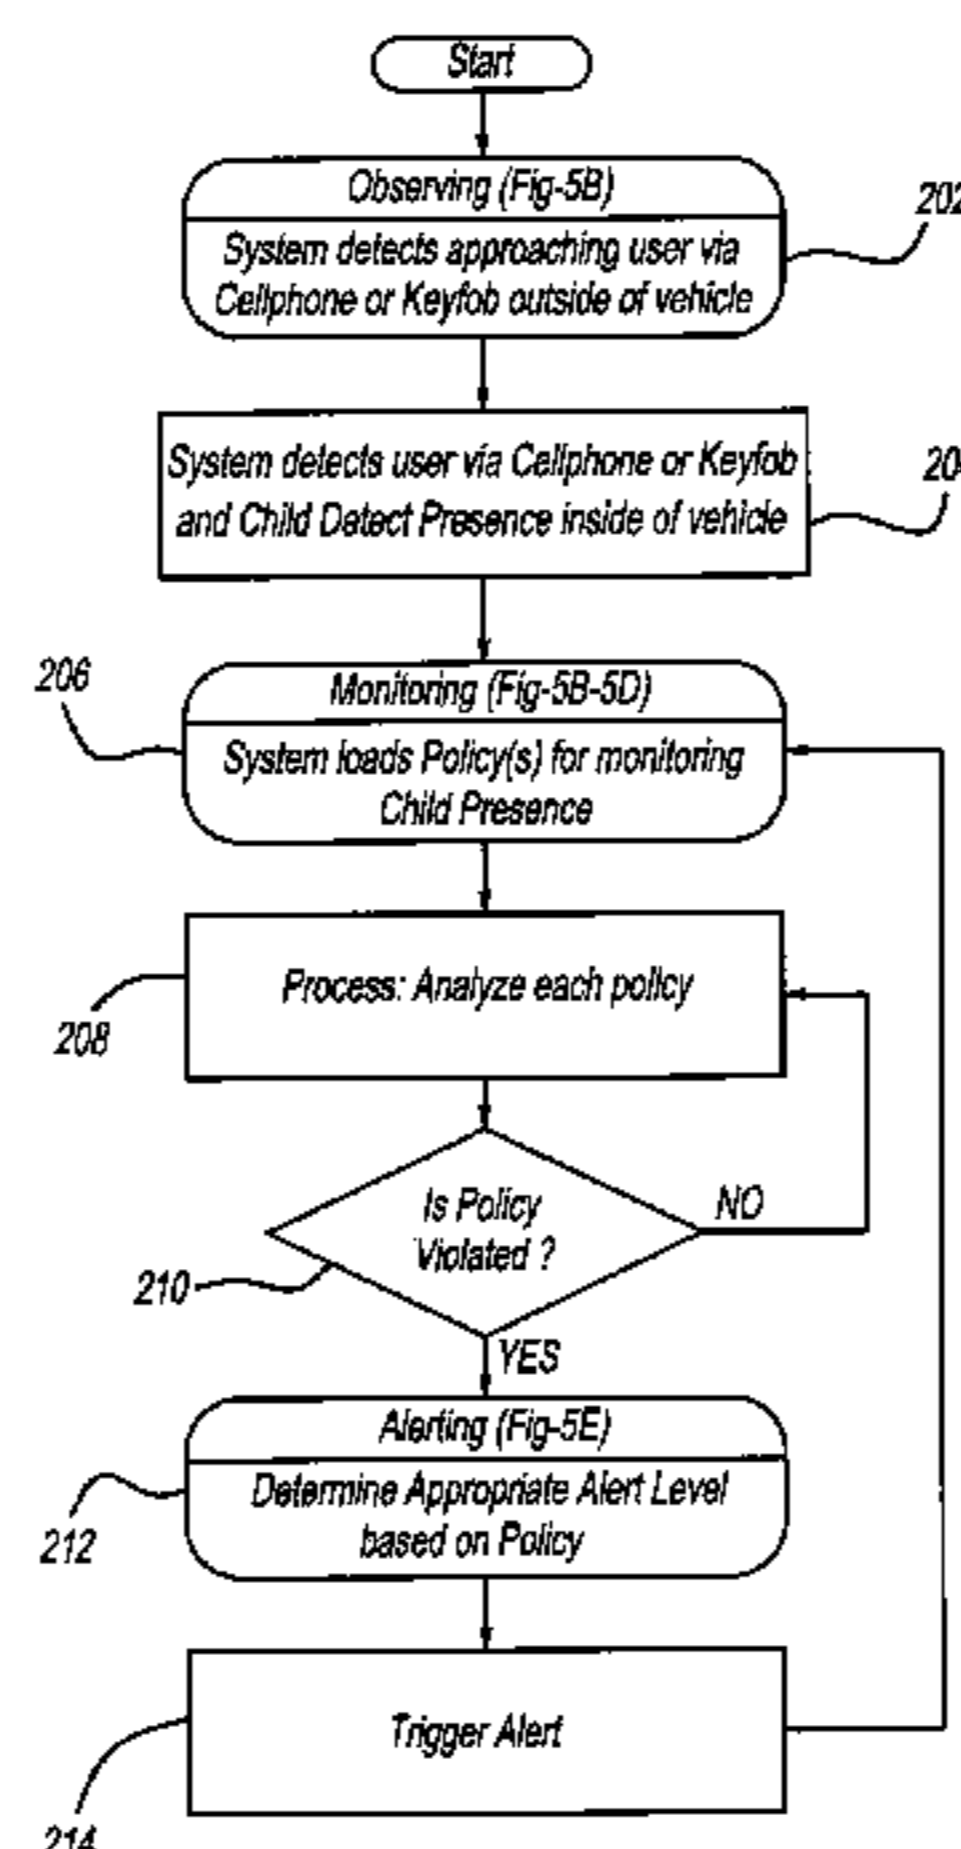 Start
Observing (Fig-5B)
202
System detects approaching user via
Cellphone or Keyfob outside of vehicle
System detects user via Cellphone or Keyfob
and Child Detect Presence inside of vehicle
206
Monitoring (Fig-5B-5D)
System loads Policy(s) for monitoring
Child Presence
Process: Analyze each policy
208
Is Policy
Violated ?
NO
210
YES
Alerting (Fig-5E)
Determine Appropriate Alert Level
based on Policy
212
Trigger Alert
214